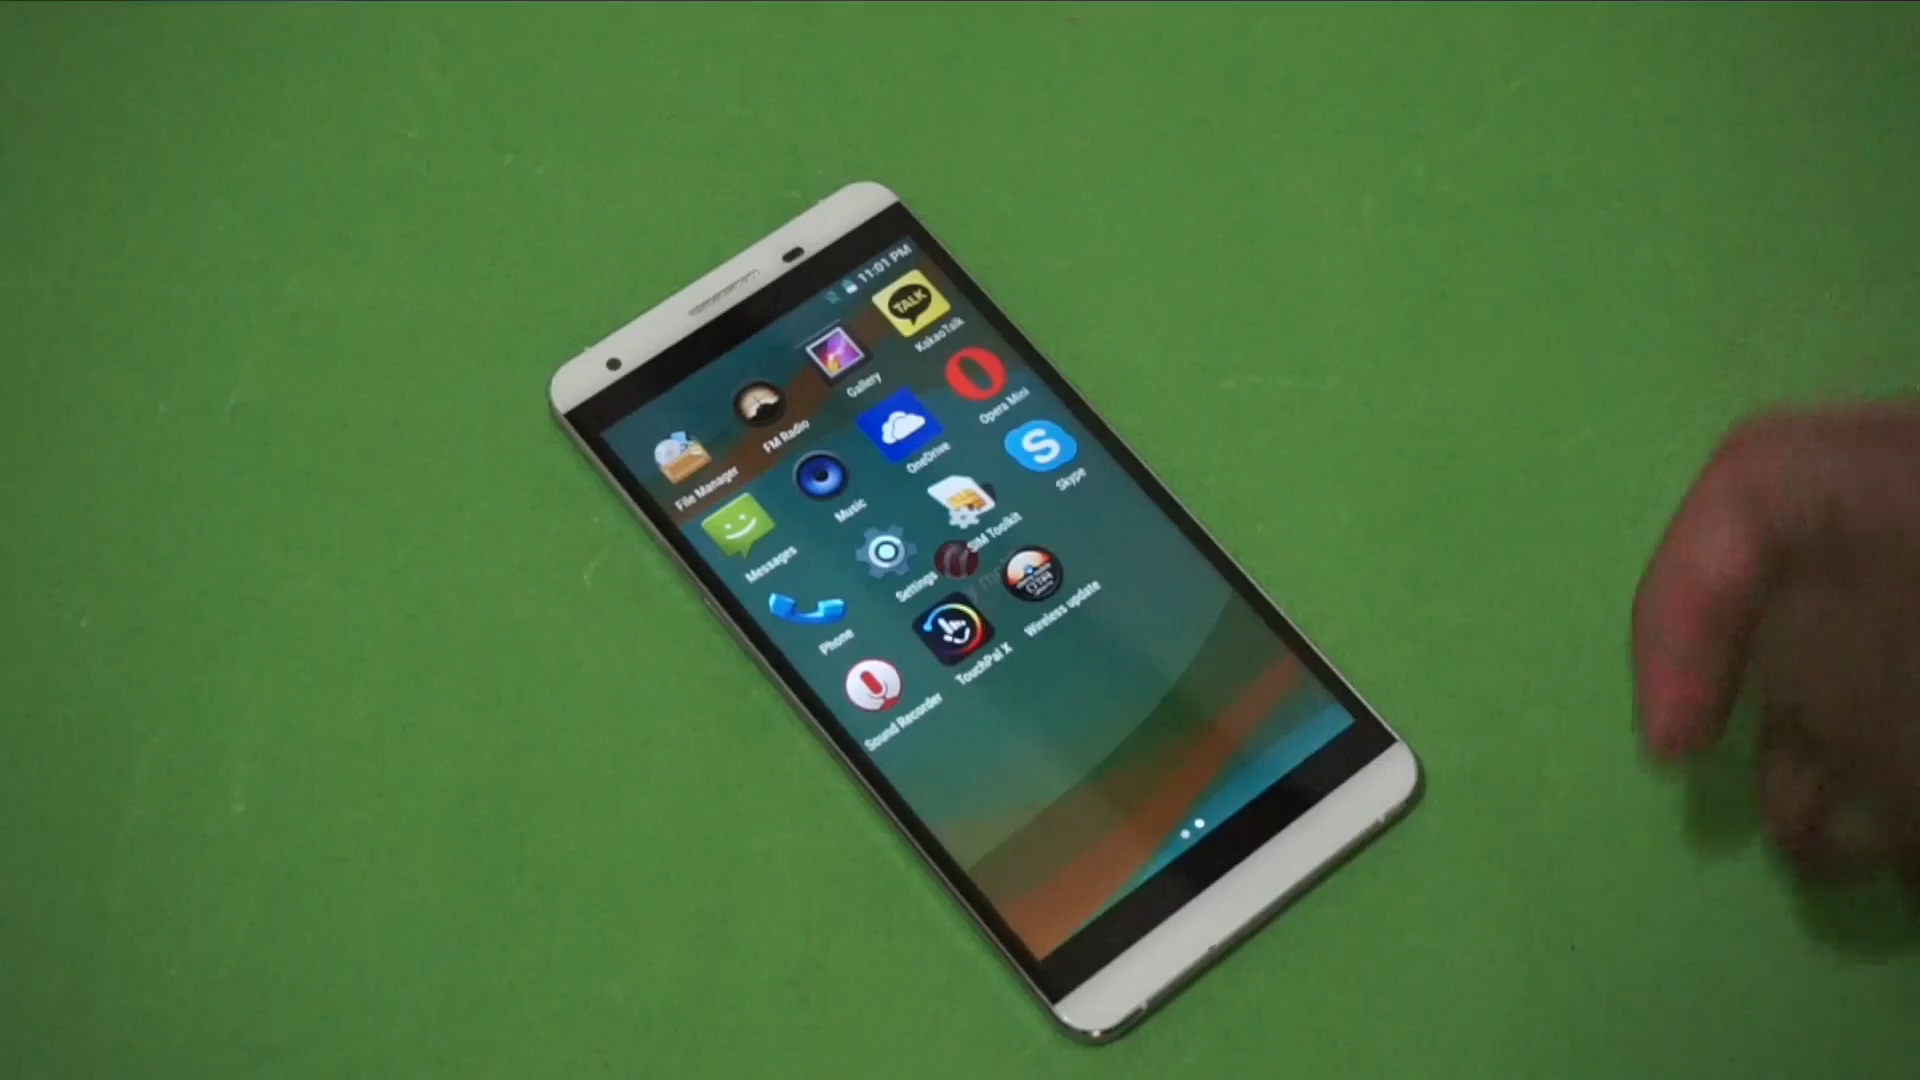 11:01 PM
File Manager
FM Radio
Gallery
TALK
KakaoTalk
Messages
Music
OneDrive
Opera Mini
Phone
Settings
SIM Toolkit
S
Skype
Sound Recorder
TouchPal X
Wireless update